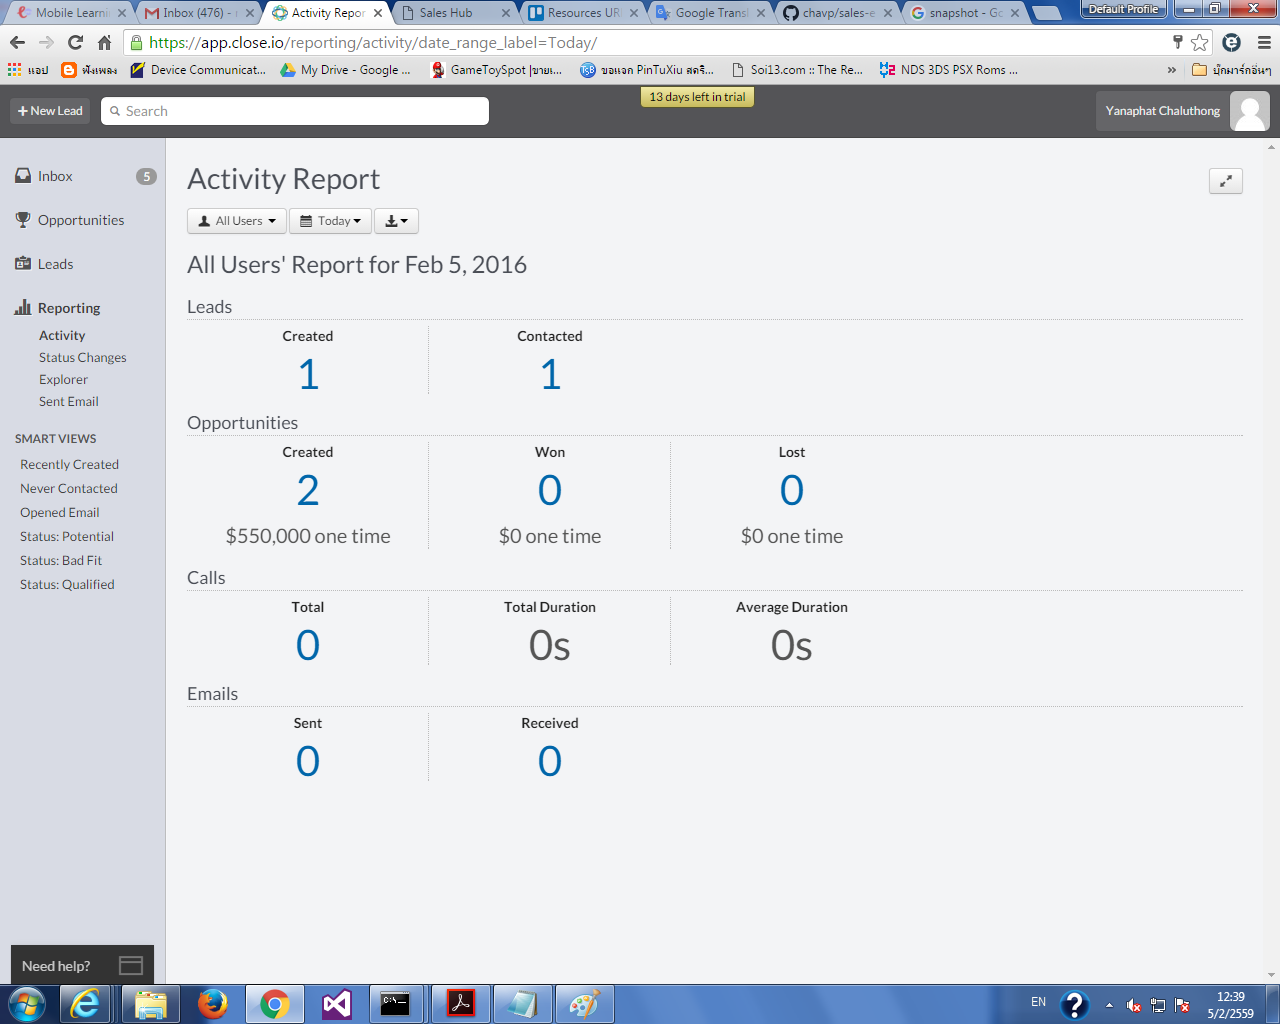 Mobile Learnin
Inbox (476) -
Activity Repor
Sales Hub
Resources UR
Google Transl
chavp/sales-e
snapshot - Go
Default Profile
https://app.close.io/reporting/activity/date_range_label=Today/
แอป
ฟังเพลง
Device Communicat...
My Drive - Google ...
GameToySpot |ขายเ...
ขอแจก PinTuXiu สตรี...
Soi13.com :: The Re...
NDS 3DS PSX Roms ...
»
บุ๊กมาร์กอื่นๆ
13 days left in trial
+ New Lead
Search
Yanaphat Chaluthong
Inbox
5
Opportunities
Leads
Reporting
Activity
Status Changes
Explorer
Sent Email
SMART VIEWS
Recently Created
Never Contacted
Opened Email
Status: Potential
Status: Bad Fit
Status: Qualified
Need help?
Activity Report
All Users
Today
All Users' Report for Feb 5, 2016
Leads
Created
Contacted
1
1
Opportunities
Created
Won
Lost
2
0
0
$550,000 one time
$0 one time
$0 one time
Calls
Total
Total Duration
Average Duration
0
0s
0s
Emails
Sent
Received
0
0
C:\_
EN
12:39
5/2/2559